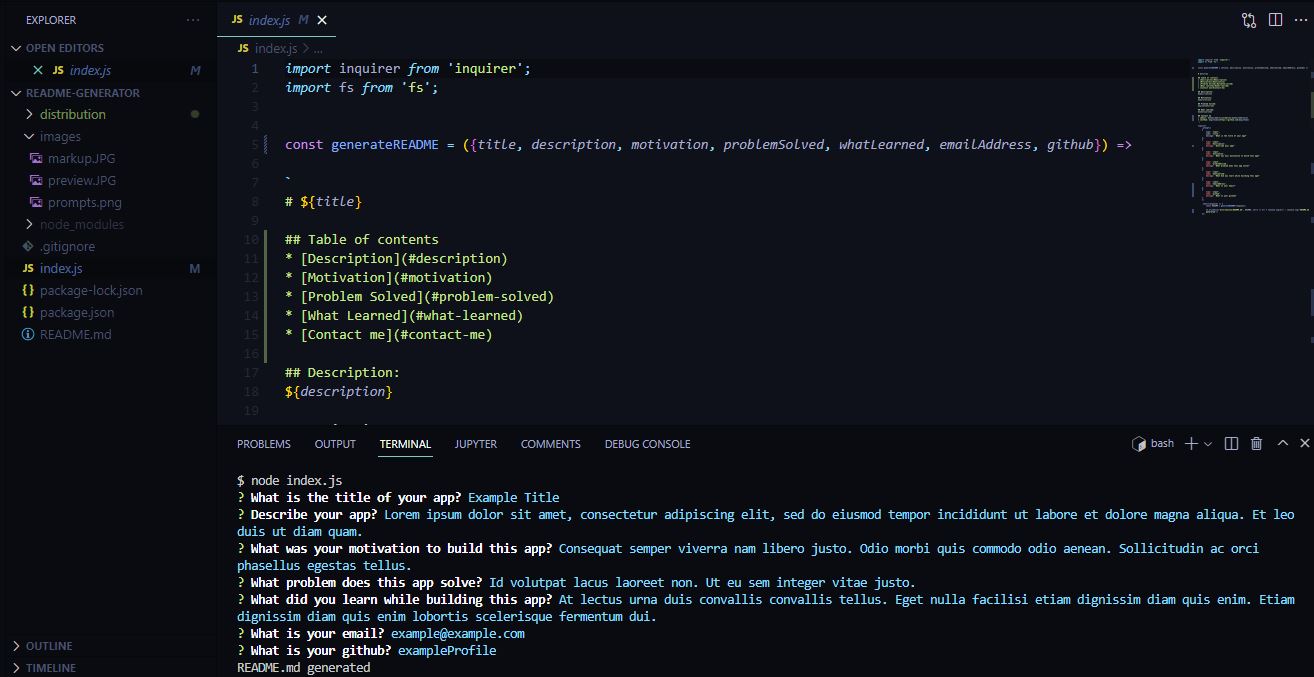 EXPLORER
OPEN EDITORS
JS index.js M
README-GENERATOR
distribution
images
markup.JPG
preview.JPG
prompts.png
node_modules
.gitignore
JS index.js M
{} package-lock.json
{} package.json
README.md
OUTLINE
TIMELINE
JS index.js M
JS index.js > ...
1 import inquirer from 'inquirer';
2 import fs from 'fs';
3
4
5 const generateREADME = ({title, description, motivation, problemSolved, whatLearned, emailAddress, github}) =>
6
7 `
8 # ${title}
9
10 ## Table of contents
11 * [Description](#description)
12 * [Motivation](#motivation)
13 * [Problem Solved](#problem-solved)
14 * [What Learned](#what-learned)
15 * [Contact me](#contact-me)
16
17 ## Description:
18 ${description}
19
PROBLEMS OUTPUT TERMINAL JUPYTER COMMENTS DEBUG CONSOLE
bash
$ node index.js
? What is the title of your app? Example Title
? Describe your app? Lorem ipsum dolor sit amet, consectetur adipiscing elit, sed do eiusmod tempor incididunt ut labore et dolore magna aliqua. Et leo
duis ut diam quam.
? What was your motivation to build this app? Consequat semper viverra nam libero justo. Odio morbi quis commodo odio aenean. Sollicitudin ac orci
phasellus egestas tellus.
? What problem does this app solve? Id volutpat lacus laoreet non. Ut eu sem integer vitae justo.
? What did you learn while building this app? At lectus urna duis convallis convallis tellus. Eget nulla facilisi etiam dignissim diam quis enim. Etiam
dignissim diam quis enim lobortis scelerisque fermentum dui.
? What is your email? example@example.com
? What is your github? exampleProfile
README.md generated